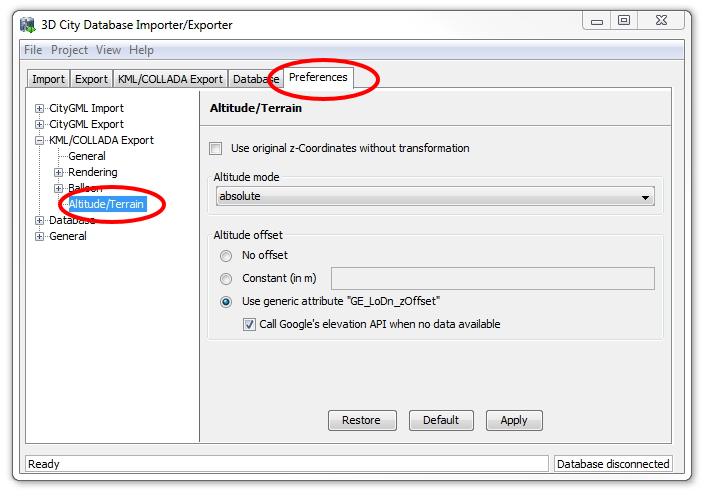 3D City Database Importer/Exporter
File Project View Help
Import Export KML/COLLADA Export Database Preferences
CityGML Import
CityGML Export
KML/COLLADA Export
General
Rendering
Balloon
Altitude/Terrain
Database
General
Altitude/Terrain
Use original z-Coordinates without transformation
Altitude mode
absolute
Altitude offset
No offset
Constant (in m)
Use generic attribute "GE_LoDn_zOffset"
Call Google's elevation API when no data available
Restore Default Apply
Ready Database disconnected